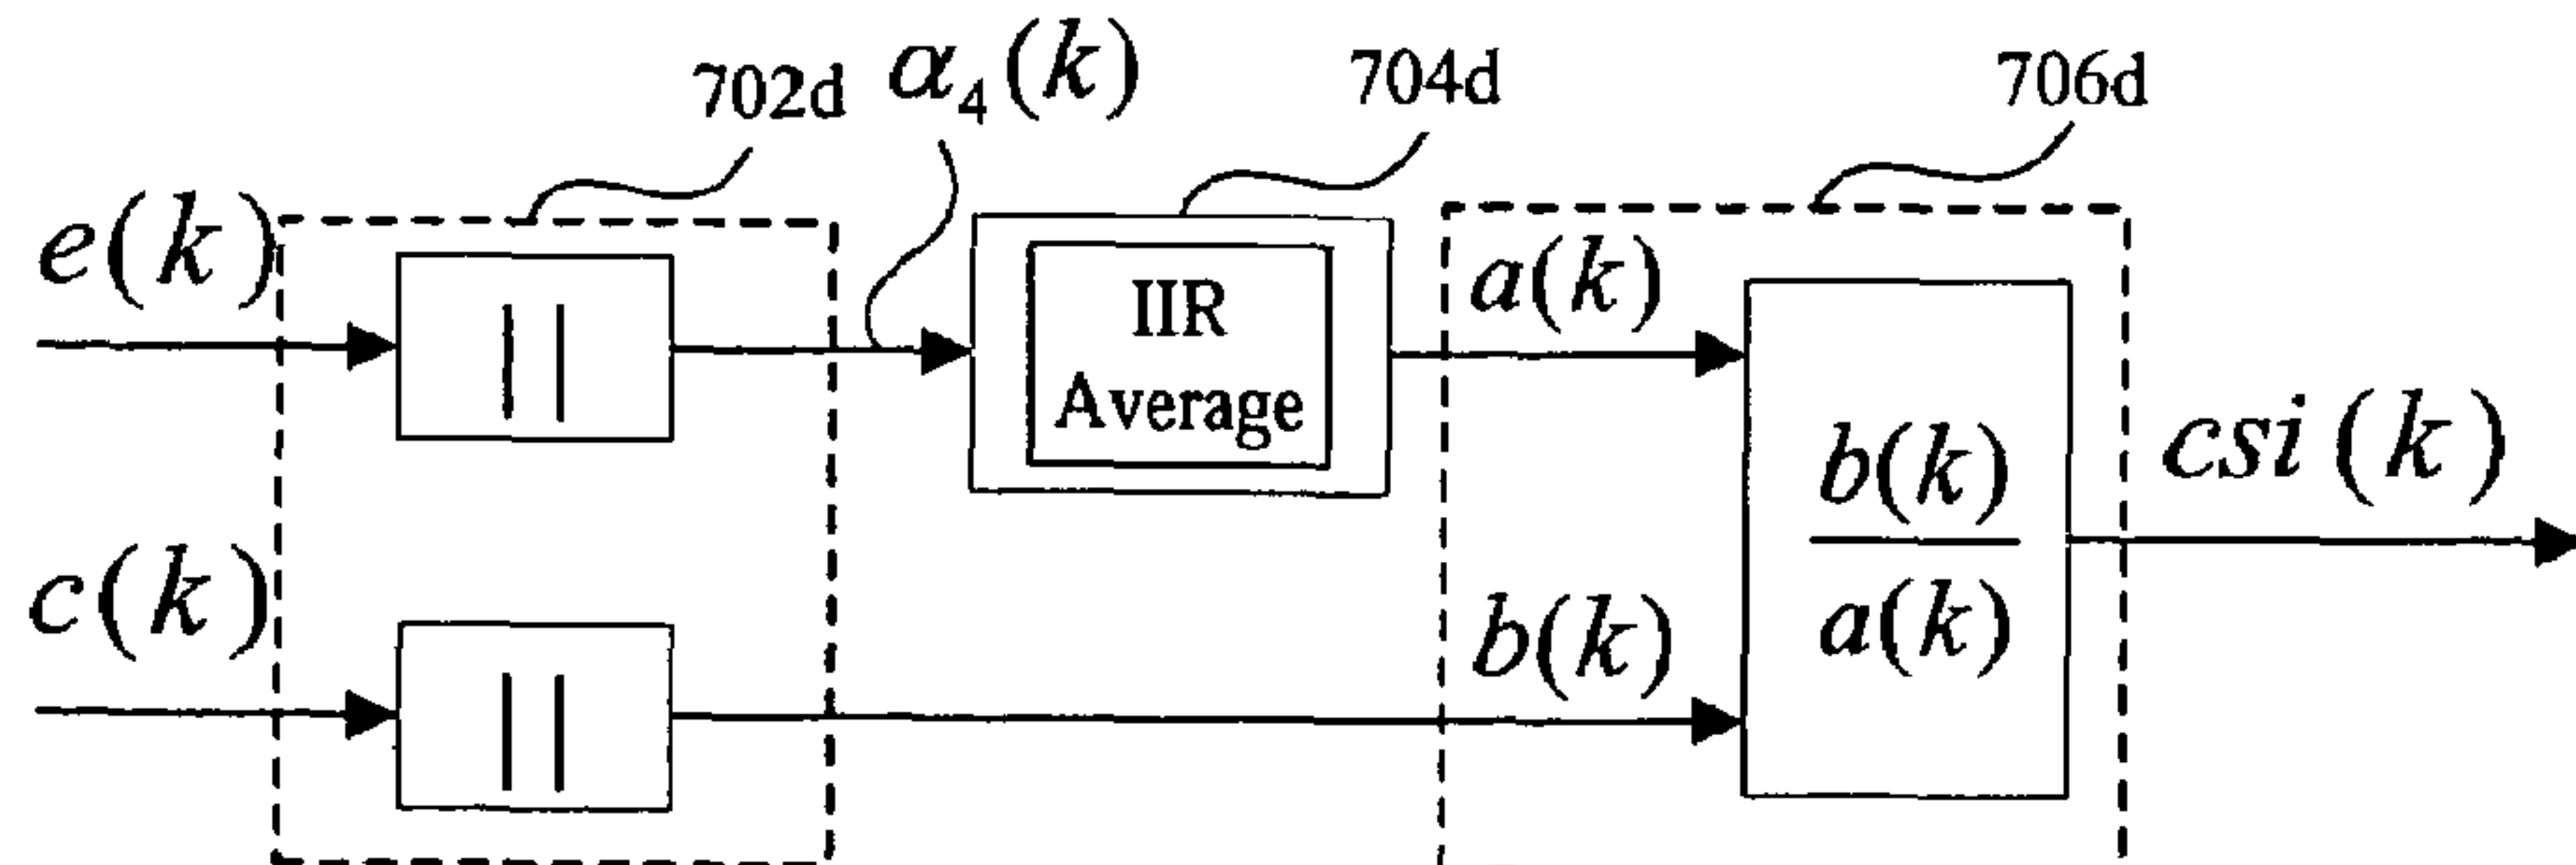 702d
α₄(k)
704d
706d
e(k)
| |
IIR
Average
a(k)
b(k)
a(k)
csi(k)
c(k)
| |
b(k)